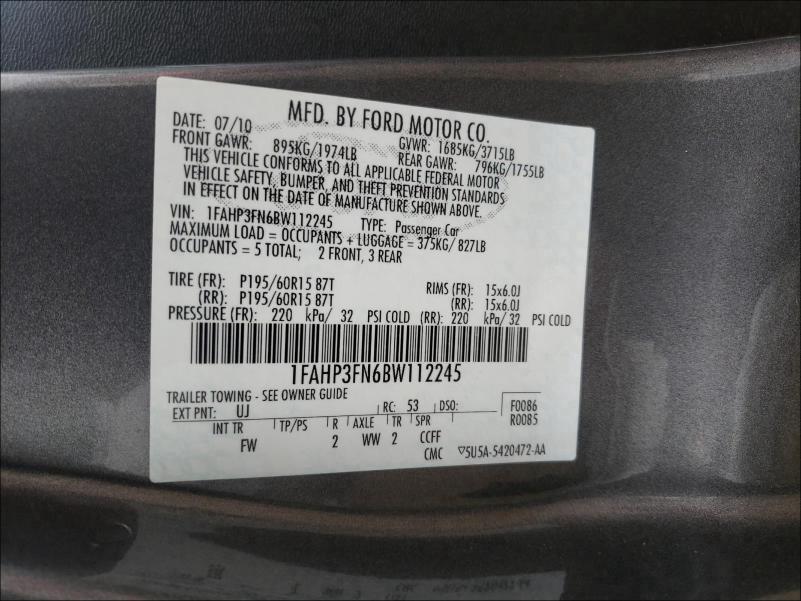 MFD. BY FORD MOTOR CO.
DATE: 07/10 GVWR: 1685KG/3715LB
FRONT GAWR: 895KG/1974LB REAR GAWR: 796KG/1755LB
THIS VEHICLE CONFORMS TO ALL APPLICABLE FEDERAL MOTOR
VEHICLE SAFETY, BUMPER, AND THEFT PREVENTION STANDARDS
IN EFFECT ON THE DATE OF MANUFACTURE SHOWN ABOVE.
VIN: 1FAHP3FN6BW112245 TYPE: Passenger Car
MAXIMUM LOAD = OCCUPANTS + LUGGAGE = 375KG/ 827LB
OCCUPANTS = 5 TOTAL; 2 FRONT, 3 REAR
TIRE (FR): P195/60R15 87T RIMS (FR): 15x6.0J
(RR): P195/60R15 87T (RR): 15x6.0J
PRESSURE (FR): 220 kPa/ 32 PSI COLD (RR): 220 kPa/ 32 PSI COLD
1FAHP3FN6BW112245
TRAILER TOWING - SEE OWNER GUIDE
EXT PNT: UJ RC: 53 DSO: F0086
R0085
INT TR TP/PS R AXLE TR SPR
FW 2 WW 2 CCFF
CMC ▽5U5A-5420472-AA